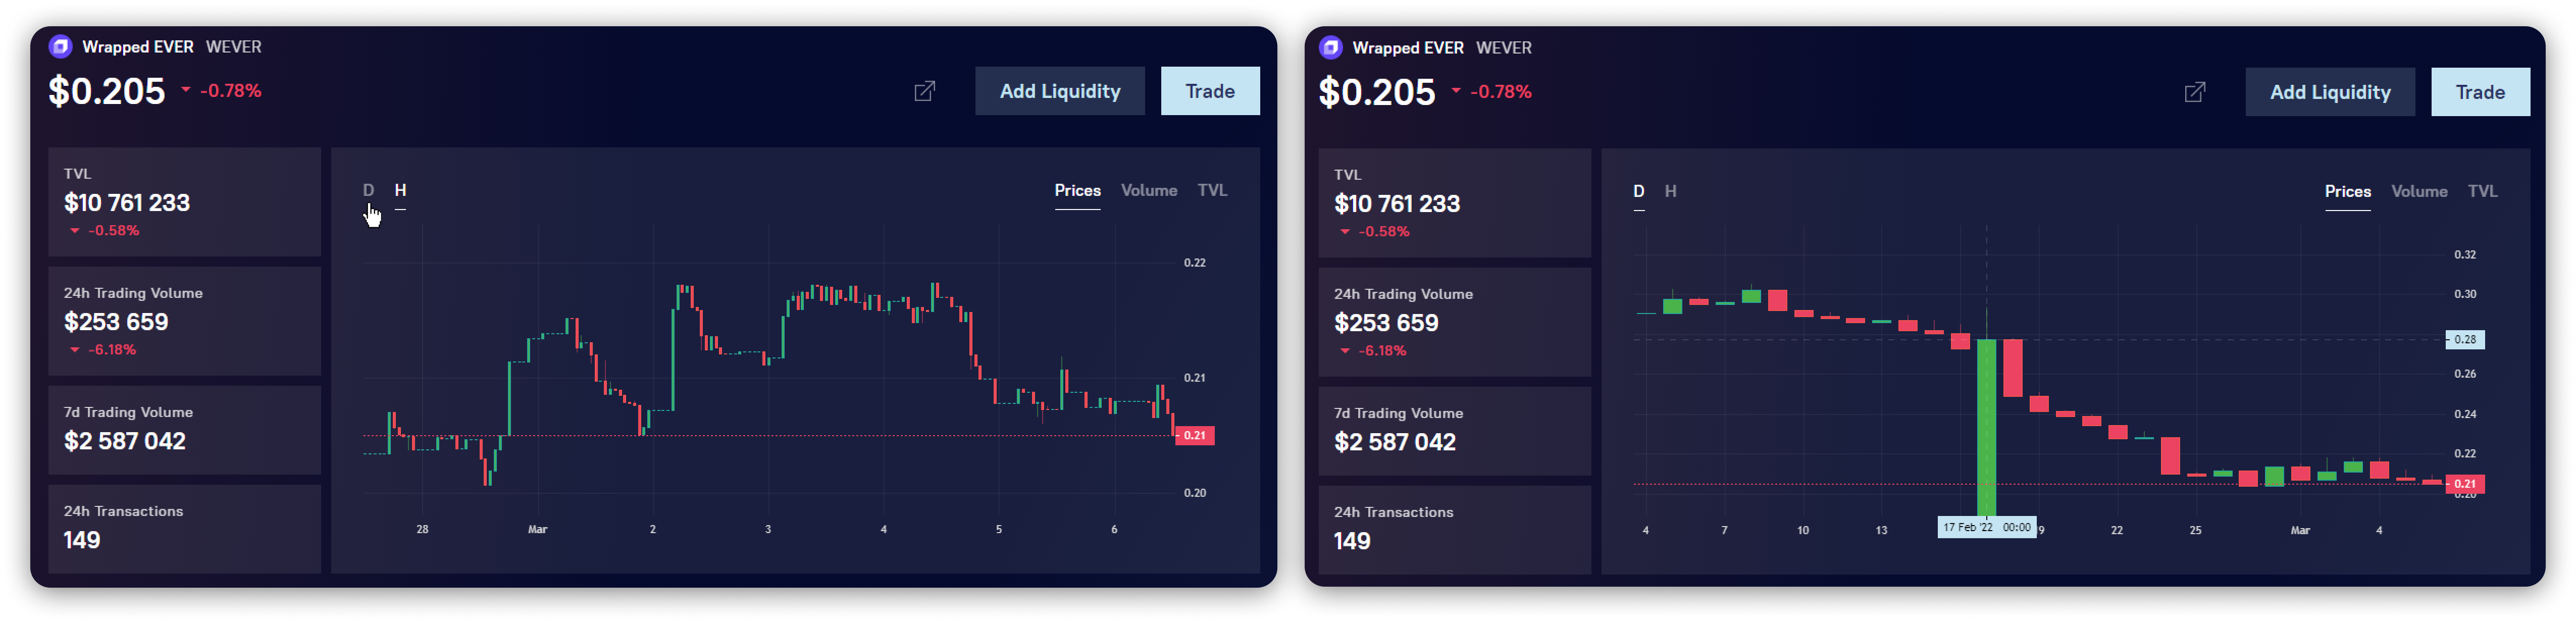 Wrapped EVER WEVER
$0.205 -0.78%
Add Liquidity
Trade
TVL
$10 761 233
-0.58%
24h Trading Volume
$253 659
-6.18%
7d Trading Volume
$2 587 042
24h Transactions
149
D H
Prices Volume TVL
0.22
0.21
0.21
0.20
28 Mar 2 3 4 5 6
Wrapped EVER WEVER
$0.205 -0.78%
Add Liquidity
Trade
TVL
$10 761 233
-0.58%
24h Trading Volume
$253 659
-6.18%
7d Trading Volume
$2 587 042
24h Transactions
149
D H
Prices Volume TVL
0.32
0.30
0.28
0.26
0.24
0.22
0.21
0.20
4 7 10 13 17 Feb '22 00:00 9 22 25 Mar 4